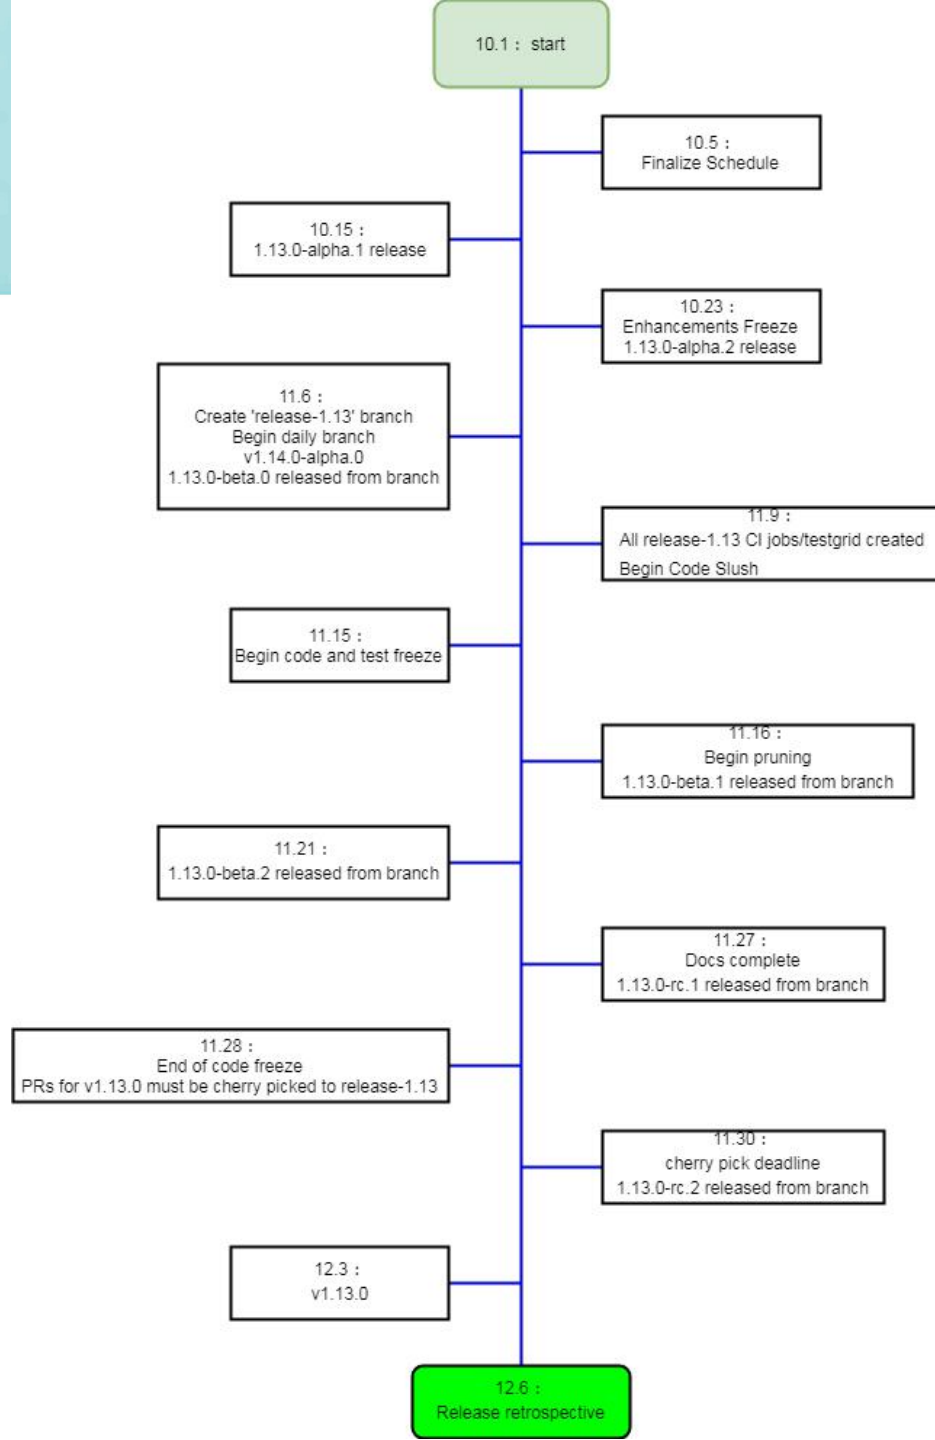 10.1： start
10.5：
Finalize Schedule
10.15：
1.13.0-alpha.1 release
10.23：
Enhancements Freeze
1.13.0-alpha.2 release
11.6：
Create 'release-1.13' branch
Begin daily branch
v1.14.0-alpha.0
1.13.0-beta.0 released from branch
11.9：
All release-1.13 CI jobs/testgrid created
Begin Code Slush
11.15：
Begin code and test freeze
11.16：
Begin pruning
1.13.0-beta.1 released from branch
11.21：
1.13.0-beta.2 released from branch
11.27：
Docs complete
1.13.0-rc.1 released from branch
11.28：
End of code freeze
PRs for v1.13.0 must be cherry picked to release-1.13
11.30：
cherry pick deadline
1.13.0-rc.2 released from branch
12.3：
v1.13.0
12.6：
Release retrospective